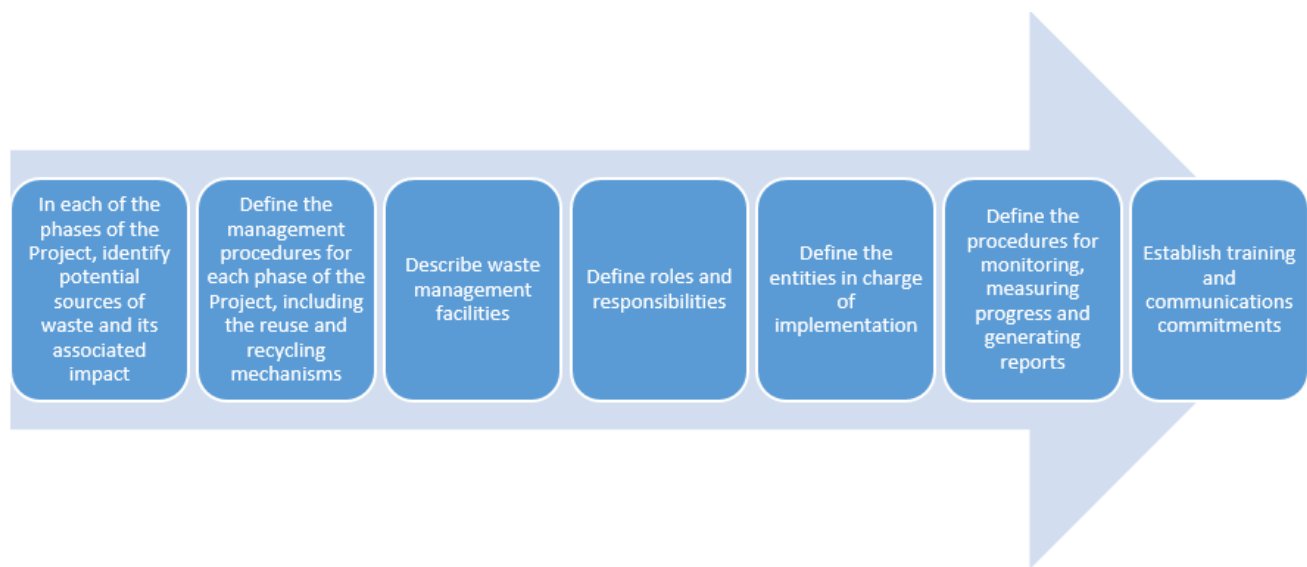 In each of the
phases of the
Project, identify
potential
sources of
waste and its
associated
impact
Define the
management
procedures for
each phase of the
Project, including
the reuse and
recycling
mechanisms
Describe waste
management
facilities
Define roles and
responsibilities
Define the
entities in charge
of
implementation
Define the
procedures for
monitoring,
measuring
progress and
generating
reports
Establish training
and
communications
commitments